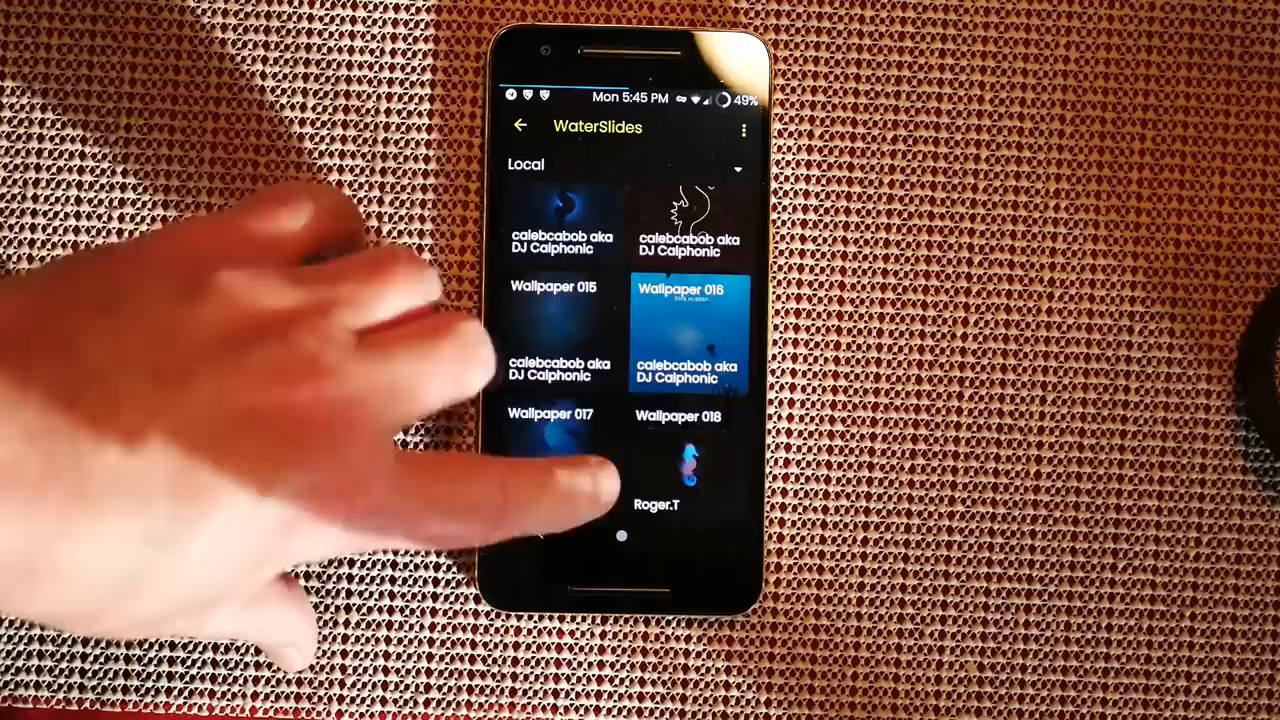 Mon 5:45 PM 49%
WaterSlides
Local
calebcabob aka
DJ Calphonic
calebcabob aka
DJ Calphonic
Wallpaper 015
Wallpaper 016
calebcabob aka
DJ Calphonic
calebcabob aka
DJ Calphonic
Wallpaper 017
Wallpaper 018
Roger.T